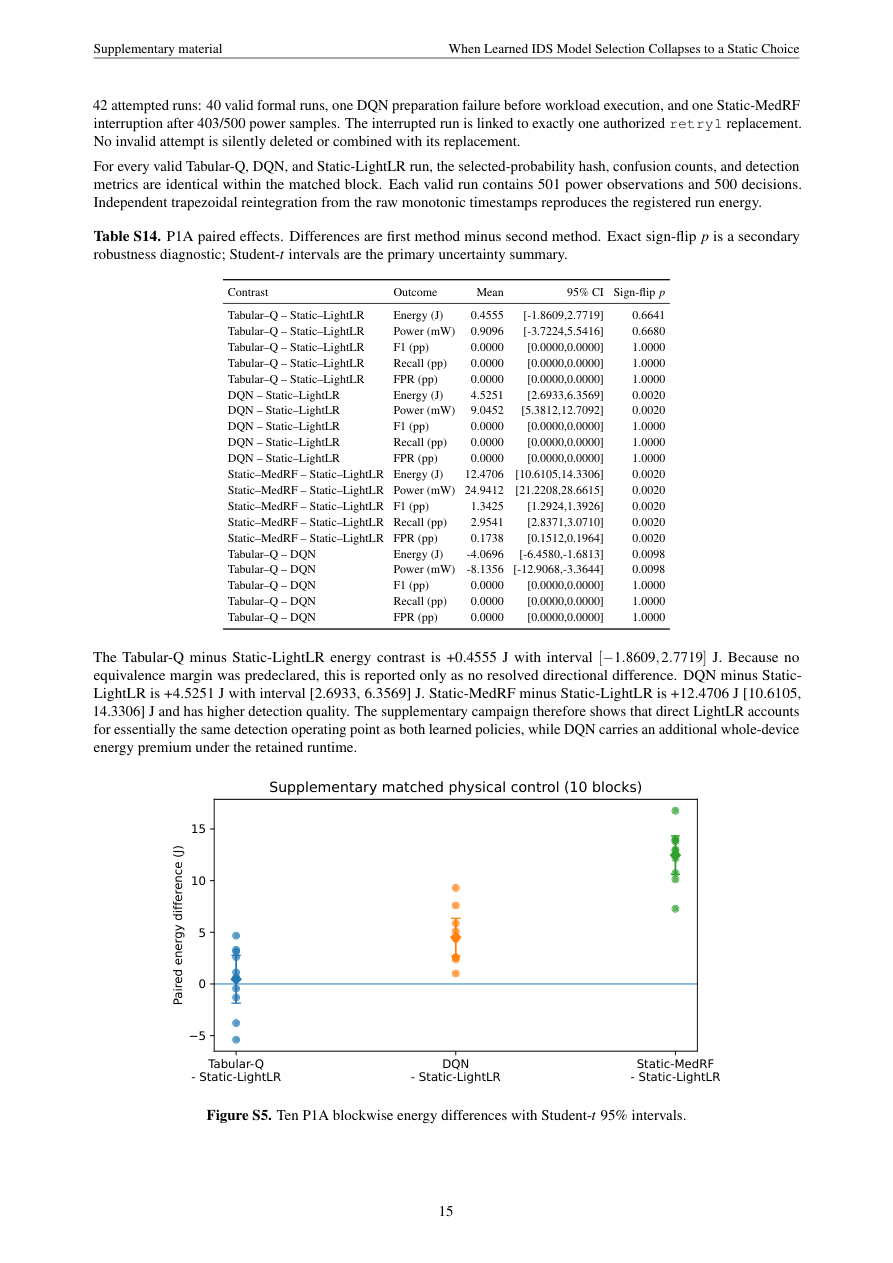 Supplementary material When Learned IDS Model Selection Collapses to a Static Choice
42 attempted runs: 40 valid formal runs, one DQN preparation failure before workload execution, and one Static-MedRF
interruption after 403/500 power samples. The interrupted run is linked to exactly one authorized retry1 replacement.
No invalid attempt is silently deleted or combined with its replacement.
For every valid Tabular-Q, DQN, and Static-LightLR run, the selected-probability hash, confusion counts, and detection
metrics are identical within the matched block. Each valid run contains 501 power observations and 500 decisions.
Independent trapezoidal reintegration from the raw monotonic timestamps reproduces the registered run energy.
Table S14. P1A paired effects. Differences are first method minus second method. Exact sign-flip p is a secondary
robustness diagnostic; Student-t intervals are the primary uncertainty summary.
Contrast Outcome Mean 95% CI Sign-flip p
Tabular–Q – Static–LightLR Energy (J) 0.4555 [-1.8609,2.7719] 0.6641
Tabular–Q – Static–LightLR Power (mW) 0.9096 [-3.7224,5.5416] 0.6680
Tabular–Q – Static–LightLR F1 (pp) 0.0000 [0.0000,0.0000] 1.0000
Tabular–Q – Static–LightLR Recall (pp) 0.0000 [0.0000,0.0000] 1.0000
Tabular–Q – Static–LightLR FPR (pp) 0.0000 [0.0000,0.0000] 1.0000
DQN – Static–LightLR Energy (J) 4.5251 [2.6933,6.3569] 0.0020
DQN – Static–LightLR Power (mW) 9.0452 [5.3812,12.7092] 0.0020
DQN – Static–LightLR F1 (pp) 0.0000 [0.0000,0.0000] 1.0000
DQN – Static–LightLR Recall (pp) 0.0000 [0.0000,0.0000] 1.0000
DQN – Static–LightLR FPR (pp) 0.0000 [0.0000,0.0000] 1.0000
Static–MedRF – Static–LightLR Energy (J) 12.4706 [10.6105,14.3306] 0.0020
Static–MedRF – Static–LightLR Power (mW) 24.9412 [21.2208,28.6615] 0.0020
Static–MedRF – Static–LightLR F1 (pp) 1.3425 [1.2924,1.3926] 0.0020
Static–MedRF – Static–LightLR Recall (pp) 2.9541 [2.8371,3.0710] 0.0020
Static–MedRF – Static–LightLR FPR (pp) 0.1738 [0.1512,0.1964] 0.0020
Tabular–Q – DQN Energy (J) -4.0696 [-6.4580,-1.6813] 0.0098
Tabular–Q – DQN Power (mW) -8.1356 [-12.9068,-3.3644] 0.0098
Tabular–Q – DQN F1 (pp) 0.0000 [0.0000,0.0000] 1.0000
Tabular–Q – DQN Recall (pp) 0.0000 [0.0000,0.0000] 1.0000
Tabular–Q – DQN FPR (pp) 0.0000 [0.0000,0.0000] 1.0000
The Tabular-Q minus Static-LightLR energy contrast is +0.4555 J with interval [−1.8609,2.7719] J. Because no
equivalence margin was predeclared, this is reported only as no resolved directional difference. DQN minus Static-
LightLR is +4.5251 J with interval [2.6933, 6.3569] J. Static-MedRF minus Static-LightLR is +12.4706 J [10.6105,
14.3306] J and has higher detection quality. The supplementary campaign therefore shows that direct LightLR accounts
for essentially the same detection operating point as both learned policies, while DQN carries an additional whole-device
energy premium under the retained runtime.
Supplementary matched physical control (10 blocks)
Paired energy difference (J)
15
10
5
0
−5
Tabular-Q
- Static-LightLR
DQN
- Static-LightLR
Static-MedRF
- Static-LightLR
Figure S5. Ten P1A blockwise energy differences with Student-t 95% intervals.
15